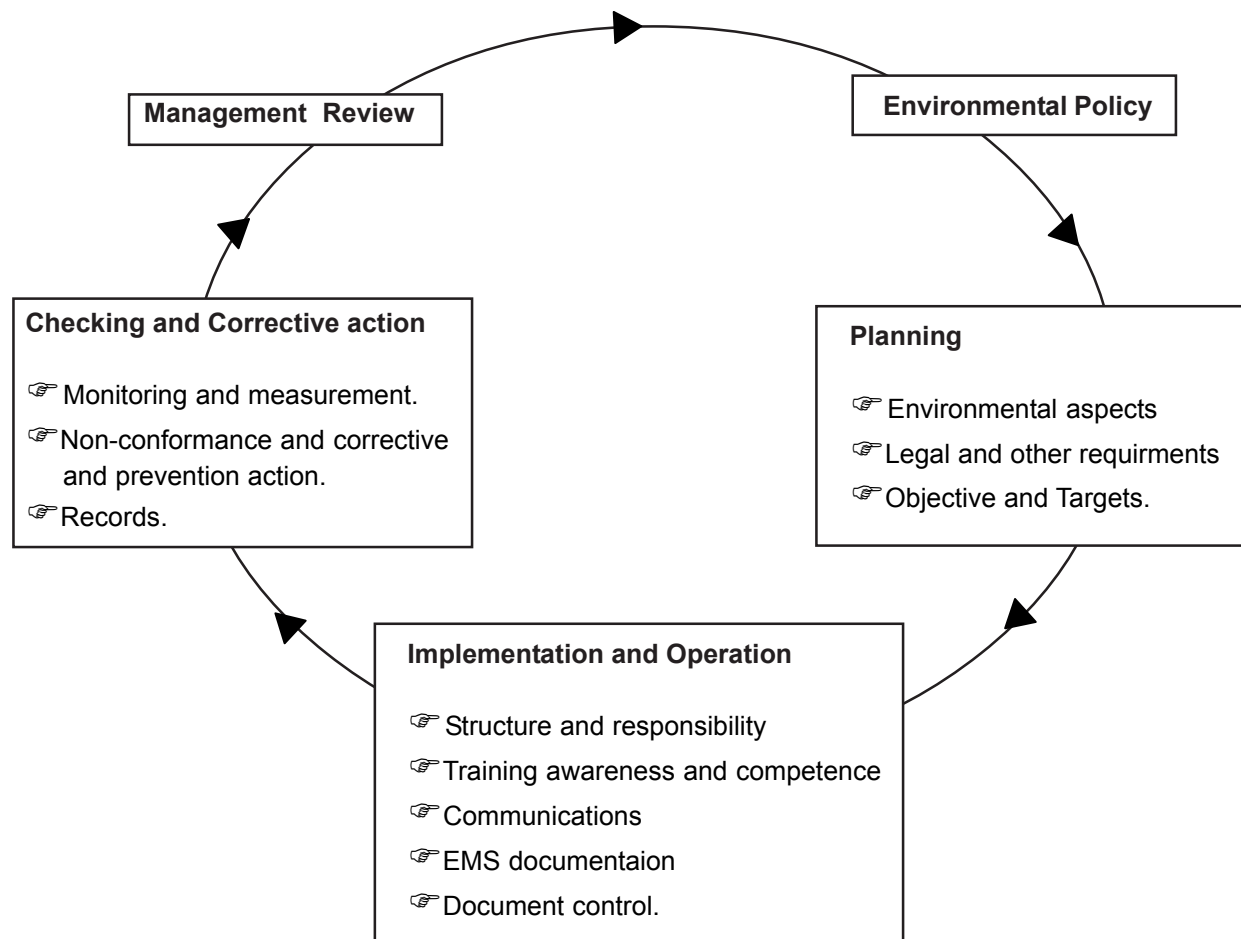 Management Review
Environmental Policy
Checking and Corrective action
☞ Monitoring and measurement.
☞ Non-conformance and corrective
and prevention action.
☞ Records.
Planning
☞ Environmental aspects
☞ Legal and other requirments
☞ Objective and Targets.
Implementation and Operation
☞ Structure and responsibility
☞ Training awareness and competence
☞ Communications
☞ EMS documentaion
☞ Document control.